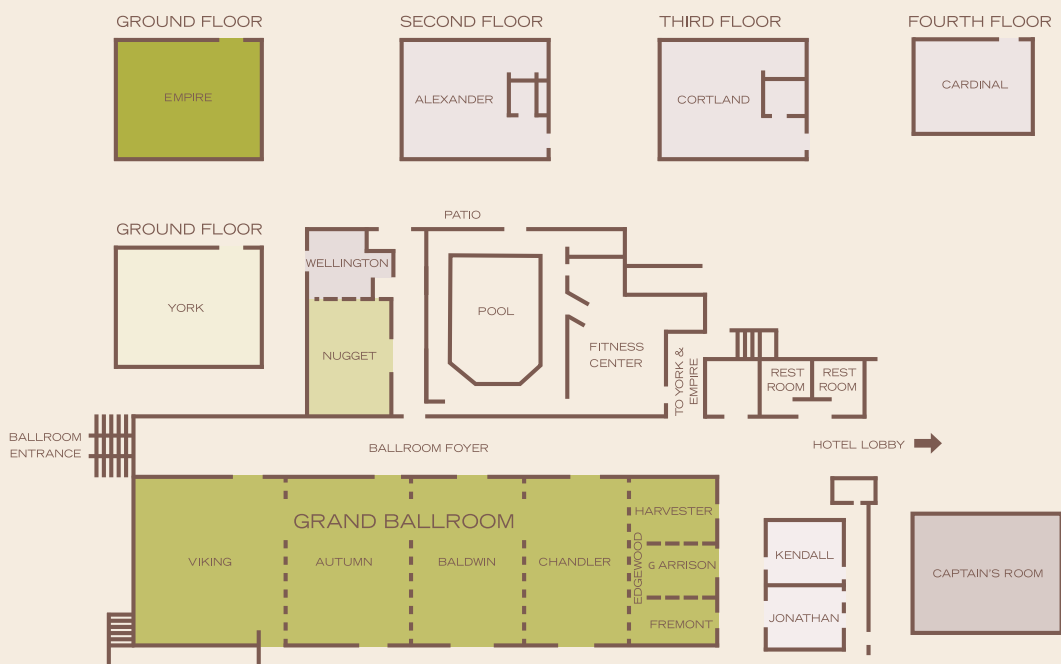 GROUND FLOOR
SECOND FLOOR
THIRD FLOOR
FOURTH FLOOR
EMPIRE
ALEXANDER
CORTLAND
CARDINAL
GROUND FLOOR
YORK
PATIO
WELLINGTON
NUGGET
POOL
FITNESS
CENTER
TO YORK &
EMPIRE
REST
ROOM
REST
ROOM
BALLROOM
ENTRANCE
BALLROOM FOYER
HOTEL LOBBY
GRAND BALLROOM
VIKING
AUTUMN
BALDWIN
CHANDLER
EDGEWOOD
HARVESTER
G ARRISON
FREMONT
KENDALL
JONATHAN
CAPTAIN'S ROOM